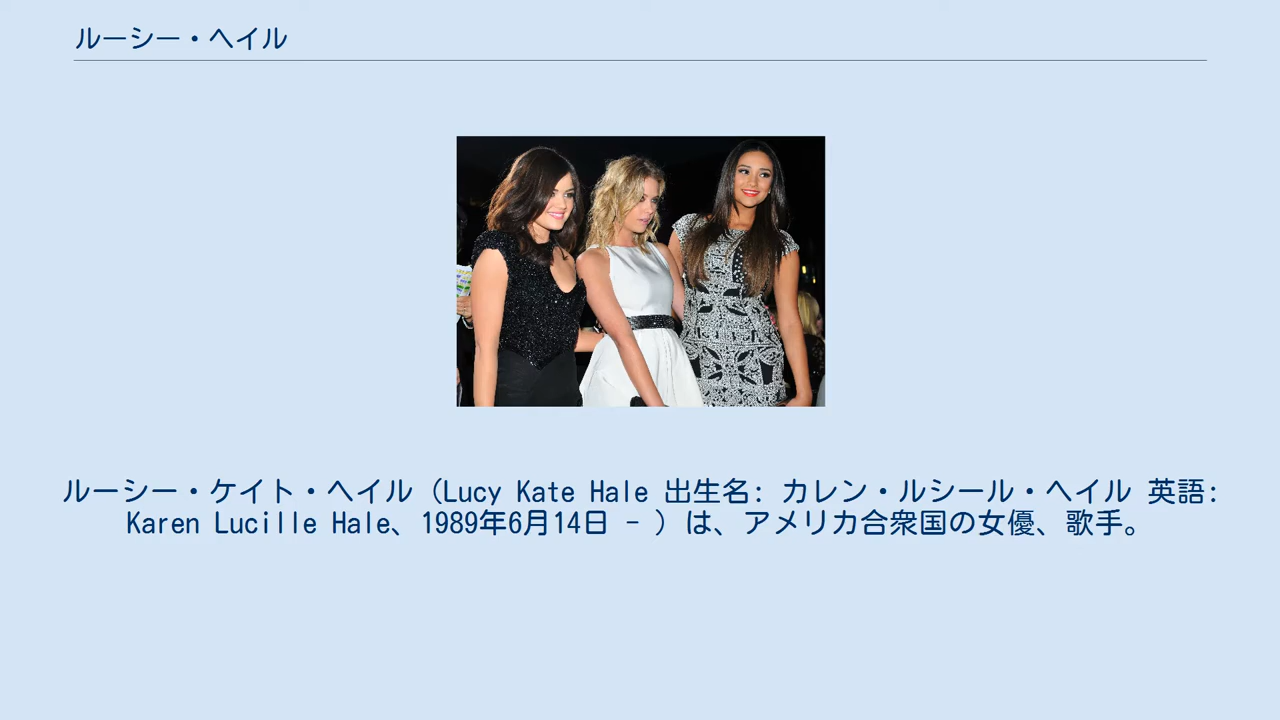 ルーシー・ヘイル
ルーシー・ケイト・ヘイル（Lucy Kate Hale 出生名: カレン・ルシール・ヘイル 英語:
Karen Lucille Hale、1989年6月14日 - ）は、アメリカ合衆国の女優、歌手。